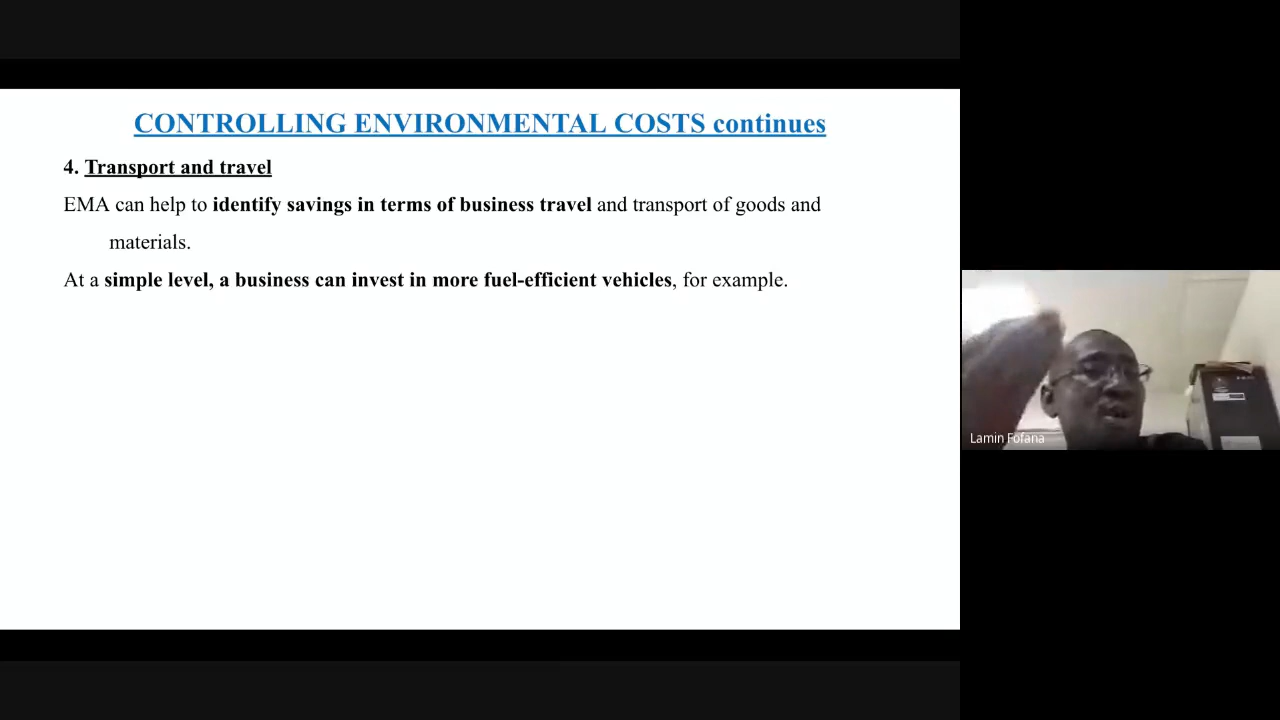 CONTROLLING ENVIRONMENTAL COSTS continues
4. Transport and travel
EMA can help to identify savings in terms of business travel and transport of goods and
materials.
At a simple level, a business can invest in more fuel-efficient vehicles, for example.
Lamin Fofana